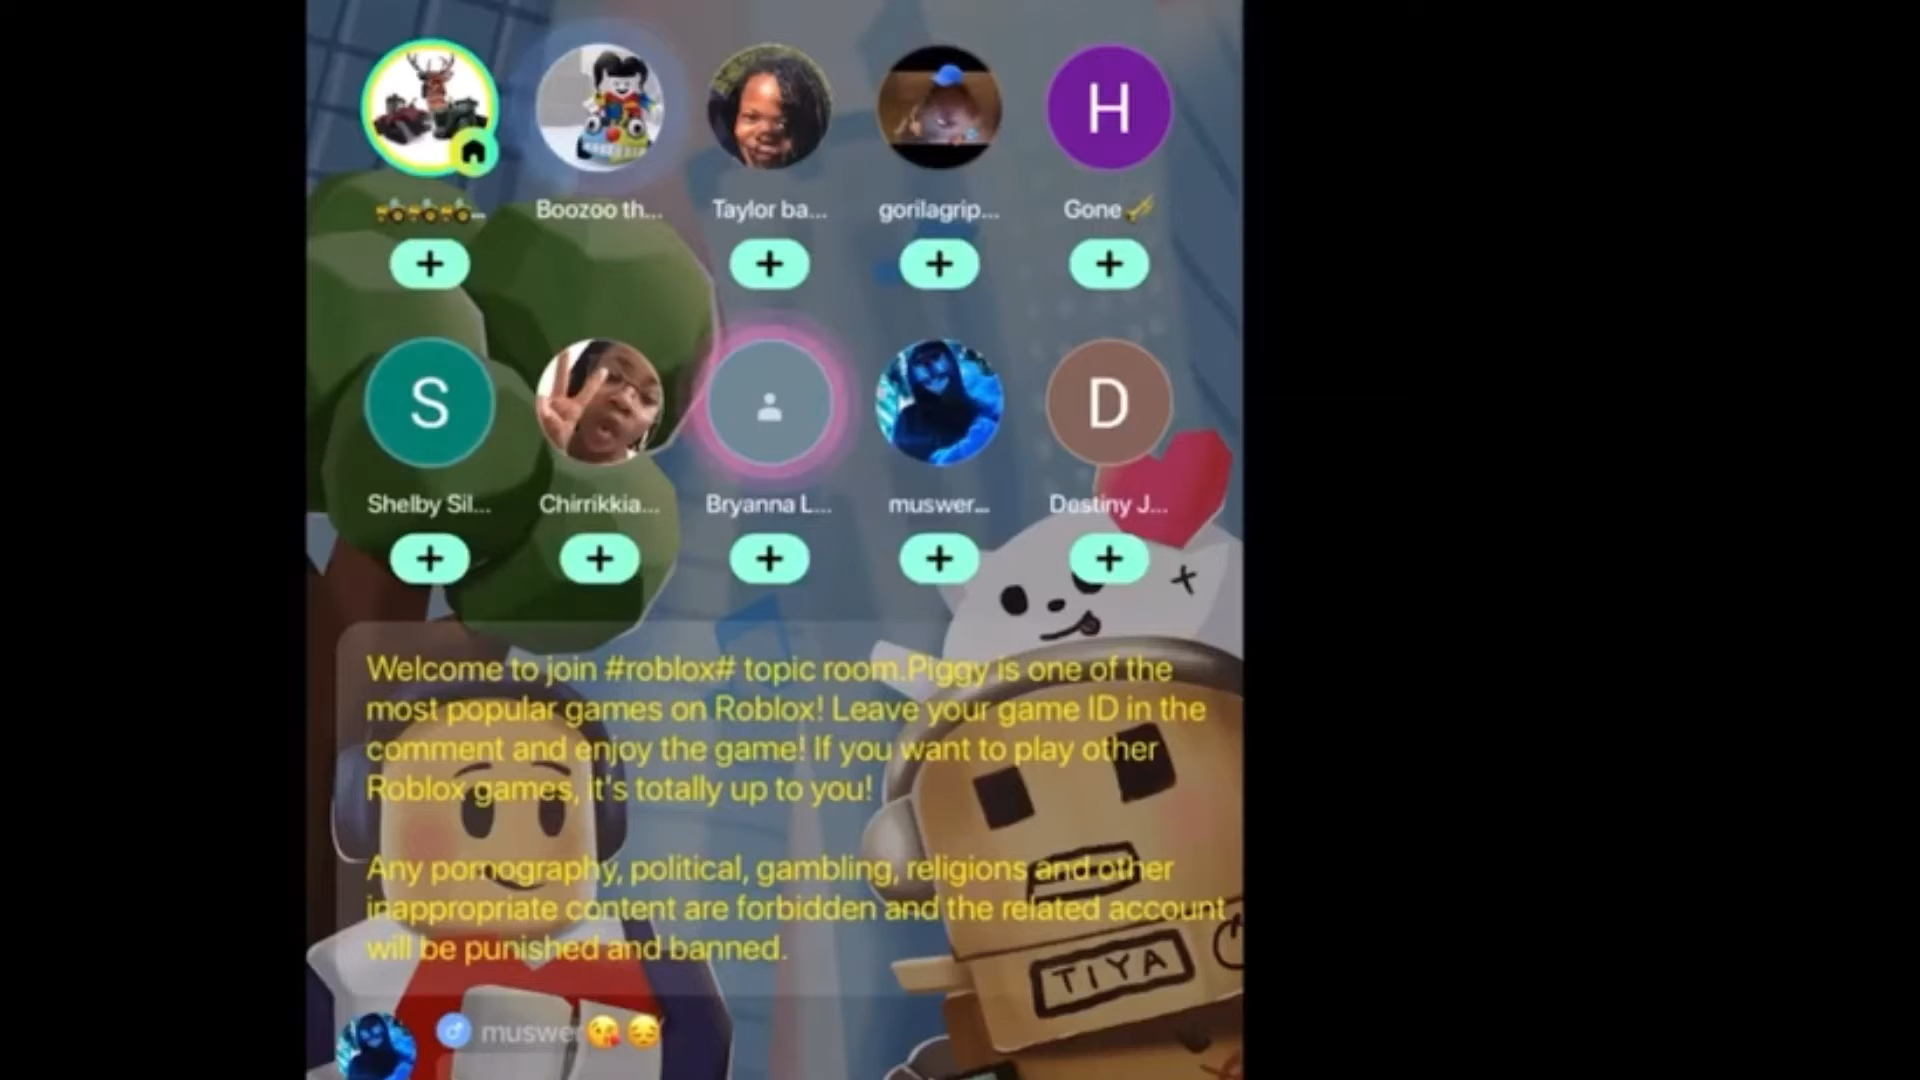 H
🚜🚜🚜...
Boozoo th...
Taylor ba...
gorilagrip...
Gone
S
D
Shelby Sil...
Chirrikkia...
Bryanna L...
muswer...
Destiny J...
Welcome to join #roblox# topic room.Piggy is one of the
most popular games on Roblox! Leave your game ID in the
comment and enjoy the game! If you want to play other
Roblox games, it's totally up to you!
Any pornography, political, gambling, religions and other
inappropriate content are forbidden and the related account
will be punished and banned.
TIYA
muswer😘😔